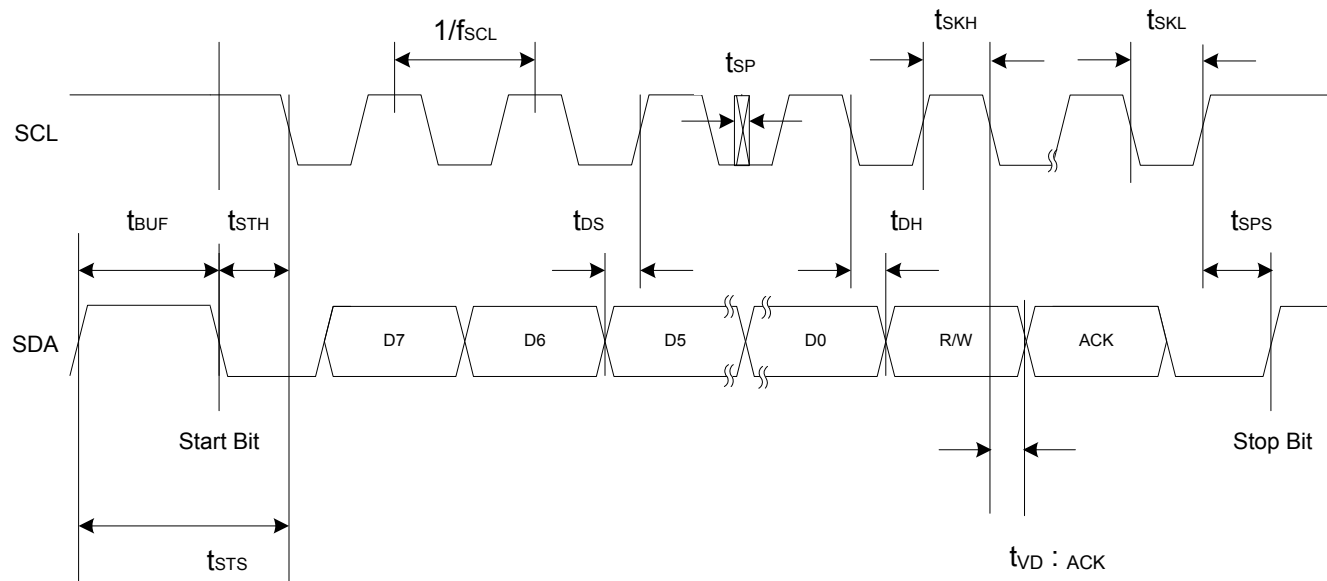 1/fSCL
tSKH
tSKL
tSP
SCL
tBUF
tSTH
tDS
tDH
tSPS
SDA
D7
D6
D5
D0
R/W
ACK
Start Bit
Stop Bit
tSTS
tVD : ACK